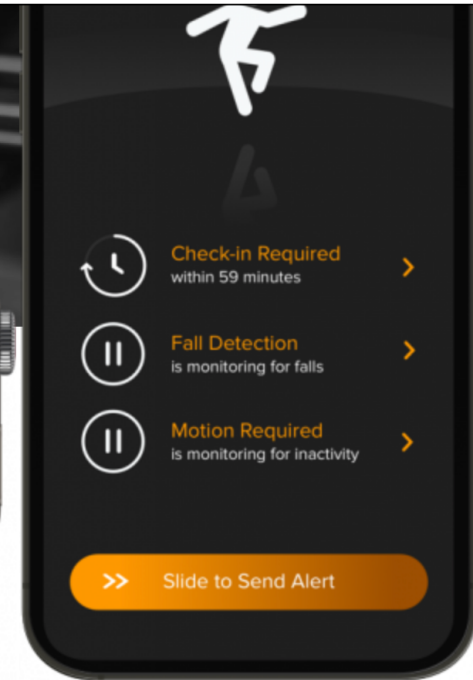 Check-in Required
within 59 minutes
Fall Detection
is monitoring for falls
Motion Required
is monitoring for inactivity
Slide to Send Alert